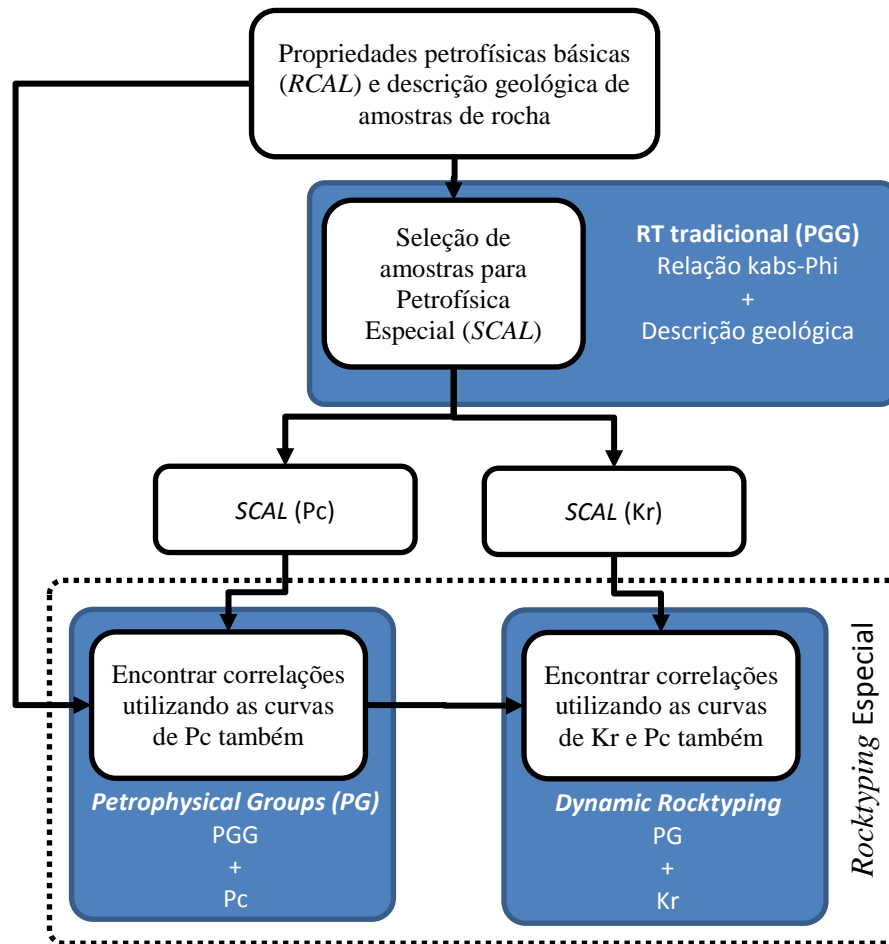 Propriedades petrofísicas básicas
(RCAL) e descrição geológica de
amostras de rocha
Seleção de
amostras para
Petrofísica
Especial (SCAL)
RT tradicional (PGG)
Relação kabs-Phi
+
Descrição geológica
SCAL (Pc)
SCAL (Kr)
Encontrar correlações
utilizando as curvas
de Pc também
Petrophysical Groups (PG)
PGG
+
Pc
Encontrar correlações
utilizando as curvas
de Kr e Pc também
Dynamic Rocktyping
PG
+
Kr
Rocktyping Especial